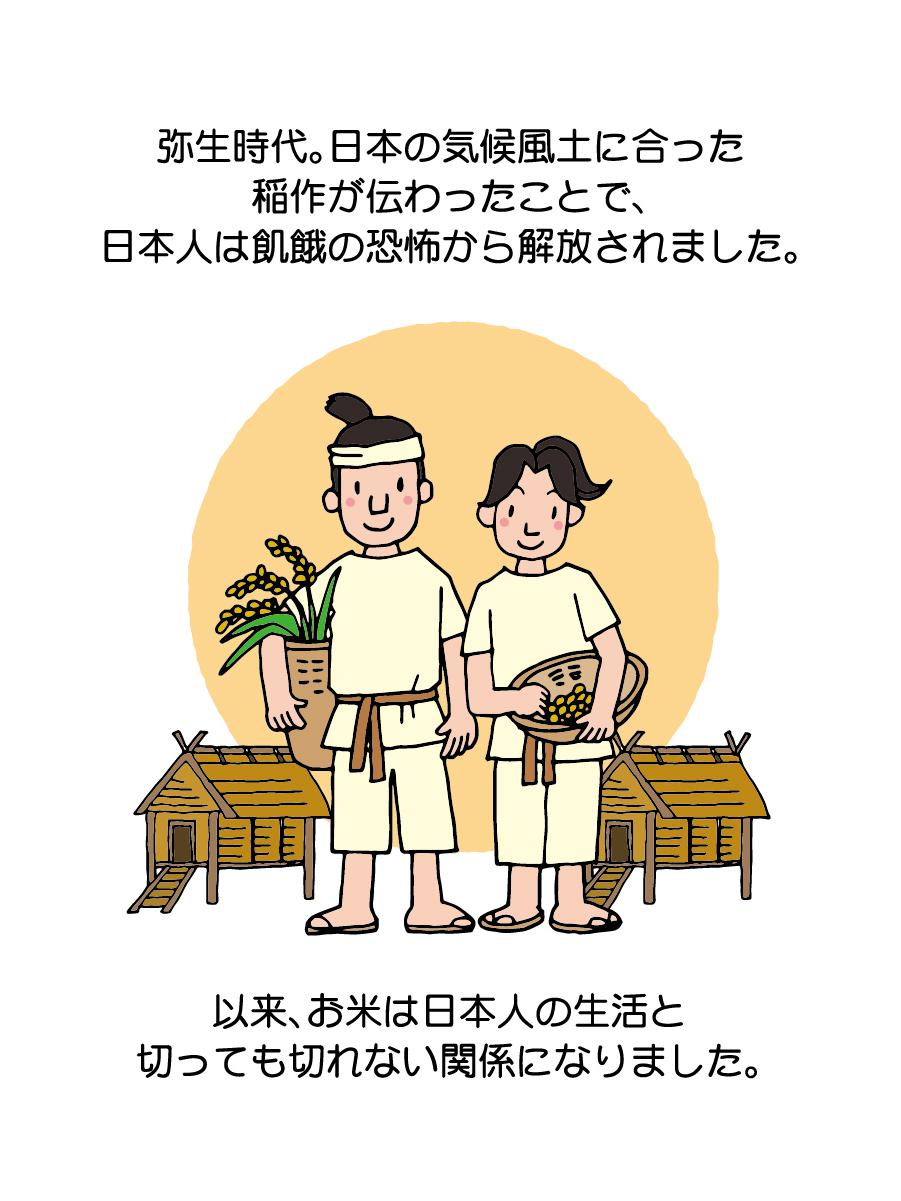 弥生時代。日本の気候風土に合った
稲作が伝わったことで、
日本人は飢餓の恐怖から解放されました。
以来、お米は日本人の生活と
切っても切れない関係になりました。